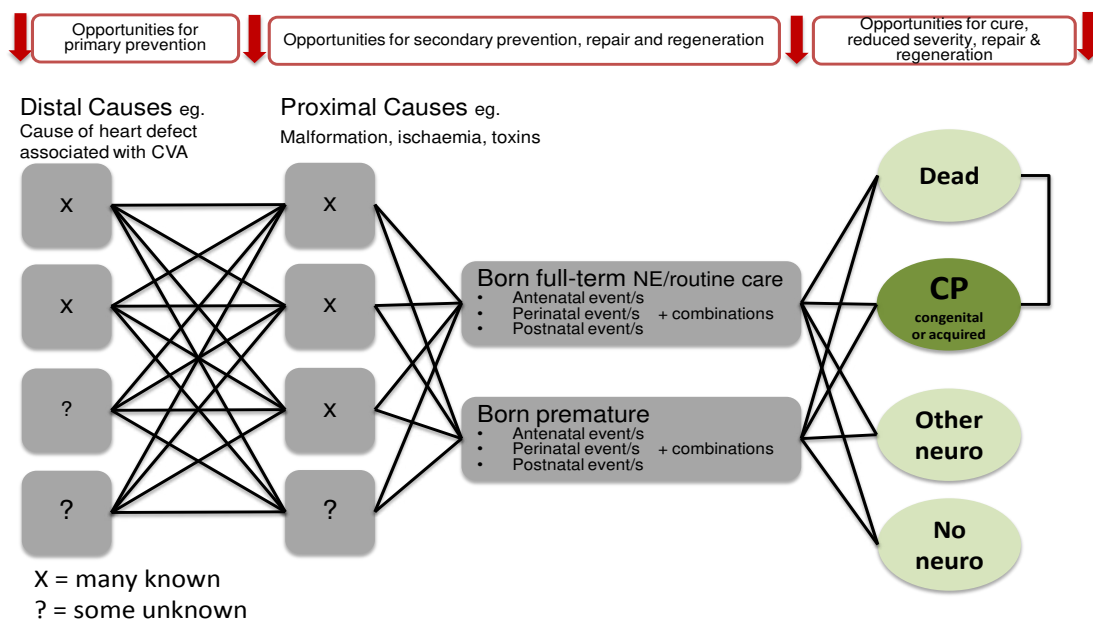 Opportunities for
primary prevention
Opportunities for secondary prevention, repair and regeneration
Opportunities for cure,
reduced severity, repair &
regeneration
Distal Causes eg.
Cause of heart defect
associated with CVA
Proximal Causes eg.
Malformation, ischaemia, toxins
x
x
?
?
x
x
x
?
Born full-term NE/routine care
• Antenatal event/s
• Perinatal event/s + combinations
• Postnatal event/s
Born premature
• Antenatal event/s
• Perinatal event/s + combinations
• Postnatal event/s
Dead
CP
congenital
or acquired
Other
neuro
No
neuro
X = many known
? = some unknown